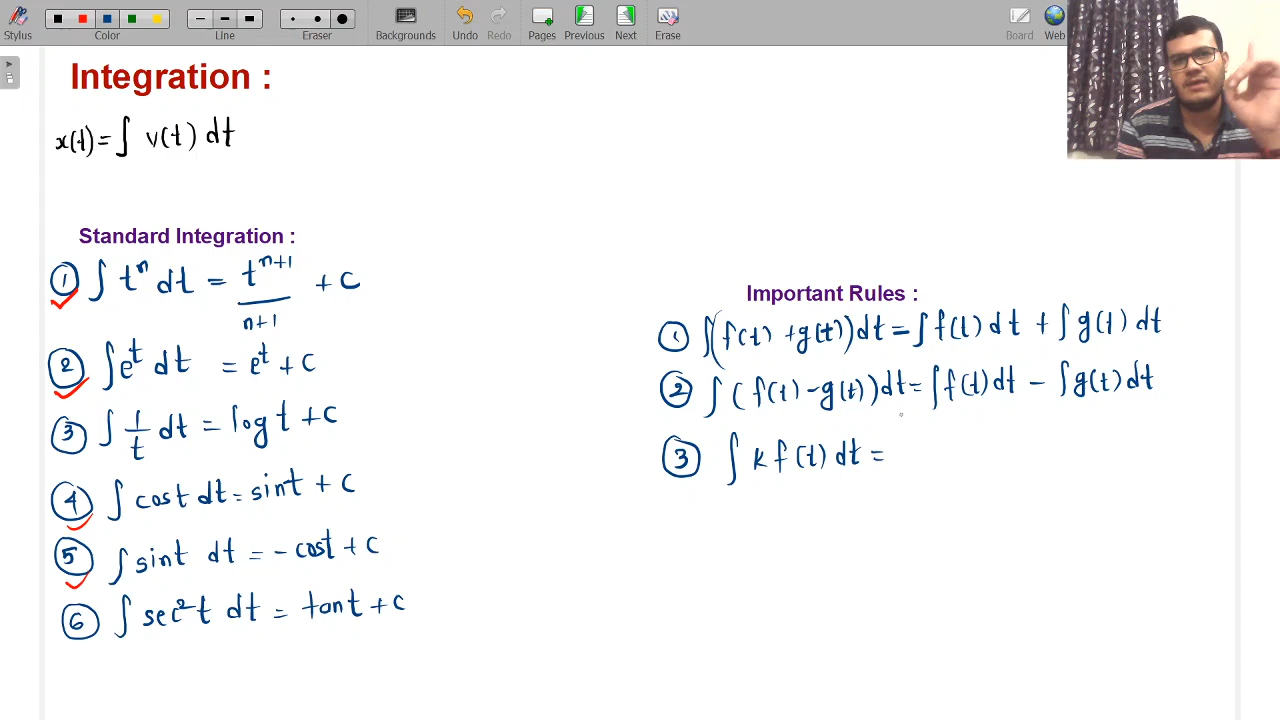 Stylus Color Line Eraser Backgrounds Undo Redo Pages Previous Next Erase Board Web
Integration :
x(t) = ∫ v(t) dt
Standard Integration :
① ∫ tⁿ dt = tⁿ⁺¹/n+1 + c
② ∫ eᵗ dt = eᵗ + c
③ ∫ 1/t dt = log t + c
④ ∫ cost dt = sint + c
⑤ ∫ sint dt = - cost + c
⑥ ∫ sec²t dt = tant + c
Important Rules :
① ∫(f(t) + g(t))dt = ∫ f(t) dt + ∫ g(t) dt
② ∫ (f(t) - g(t))dt = ∫ f(t) dt - ∫ g(t) dt
③ ∫ k f(t) dt =